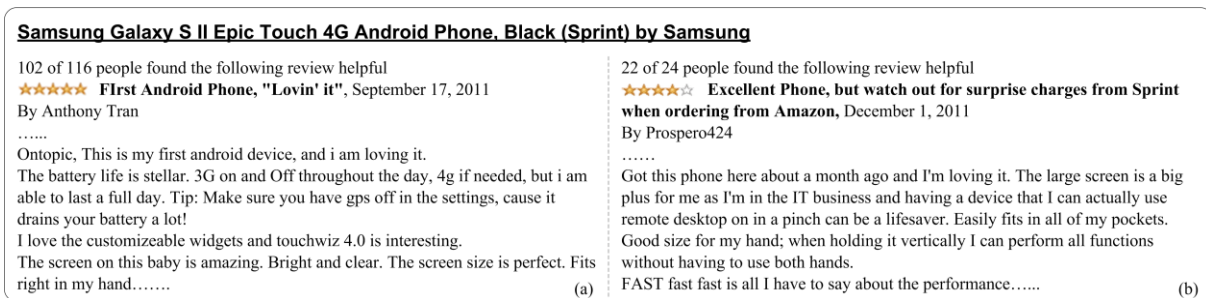 Samsung Galaxy S II Epic Touch 4G Android Phone, Black (Sprint) by Samsung
102 of 116 people found the following review helpful
FIrst Android Phone, "Lovin' it", September 17, 2011
By Anthony Tran
…...
Ontopic, This is my first android device, and i am loving it.
The battery life is stellar. 3G on and Off throughout the day, 4g if needed, but i am
able to last a full day. Tip: Make sure you have gps off in the settings, cause it
drains your battery a lot!
I love the customizeable widgets and touchwiz 4.0 is interesting.
The screen on this baby is amazing. Bright and clear. The screen size is perfect. Fits
right in my hand…….
(a)
22 of 24 people found the following review helpful
Excellent Phone, but watch out for surprise charges from Sprint
when ordering from Amazon, December 1, 2011
By Prospero424
……
Got this phone here about a month ago and I'm loving it. The large screen is a big
plus for me as I'm in the IT business and having a device that I can actually use
remote desktop on in a pinch can be a lifesaver. Easily fits in all of my pockets.
Good size for my hand; when holding it vertically I can perform all functions
without having to use both hands.
FAST fast fast is all I have to say about the performance…...
(b)